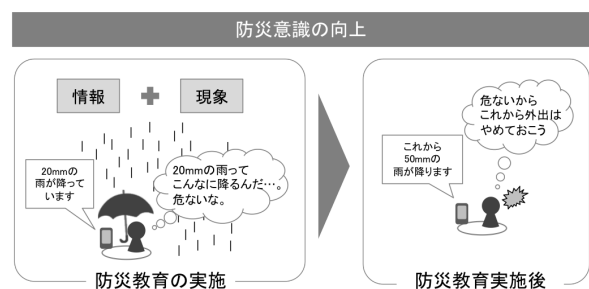 防災意識の向上
情報
現象
20mmの
雨が降って
います
20mmの雨って
こんなに降るんだ…。
危ないな。
防災教育の実施
危ないから
これから外出は
やめておこう
これから
50mmの
雨が降ります
防災教育実施後